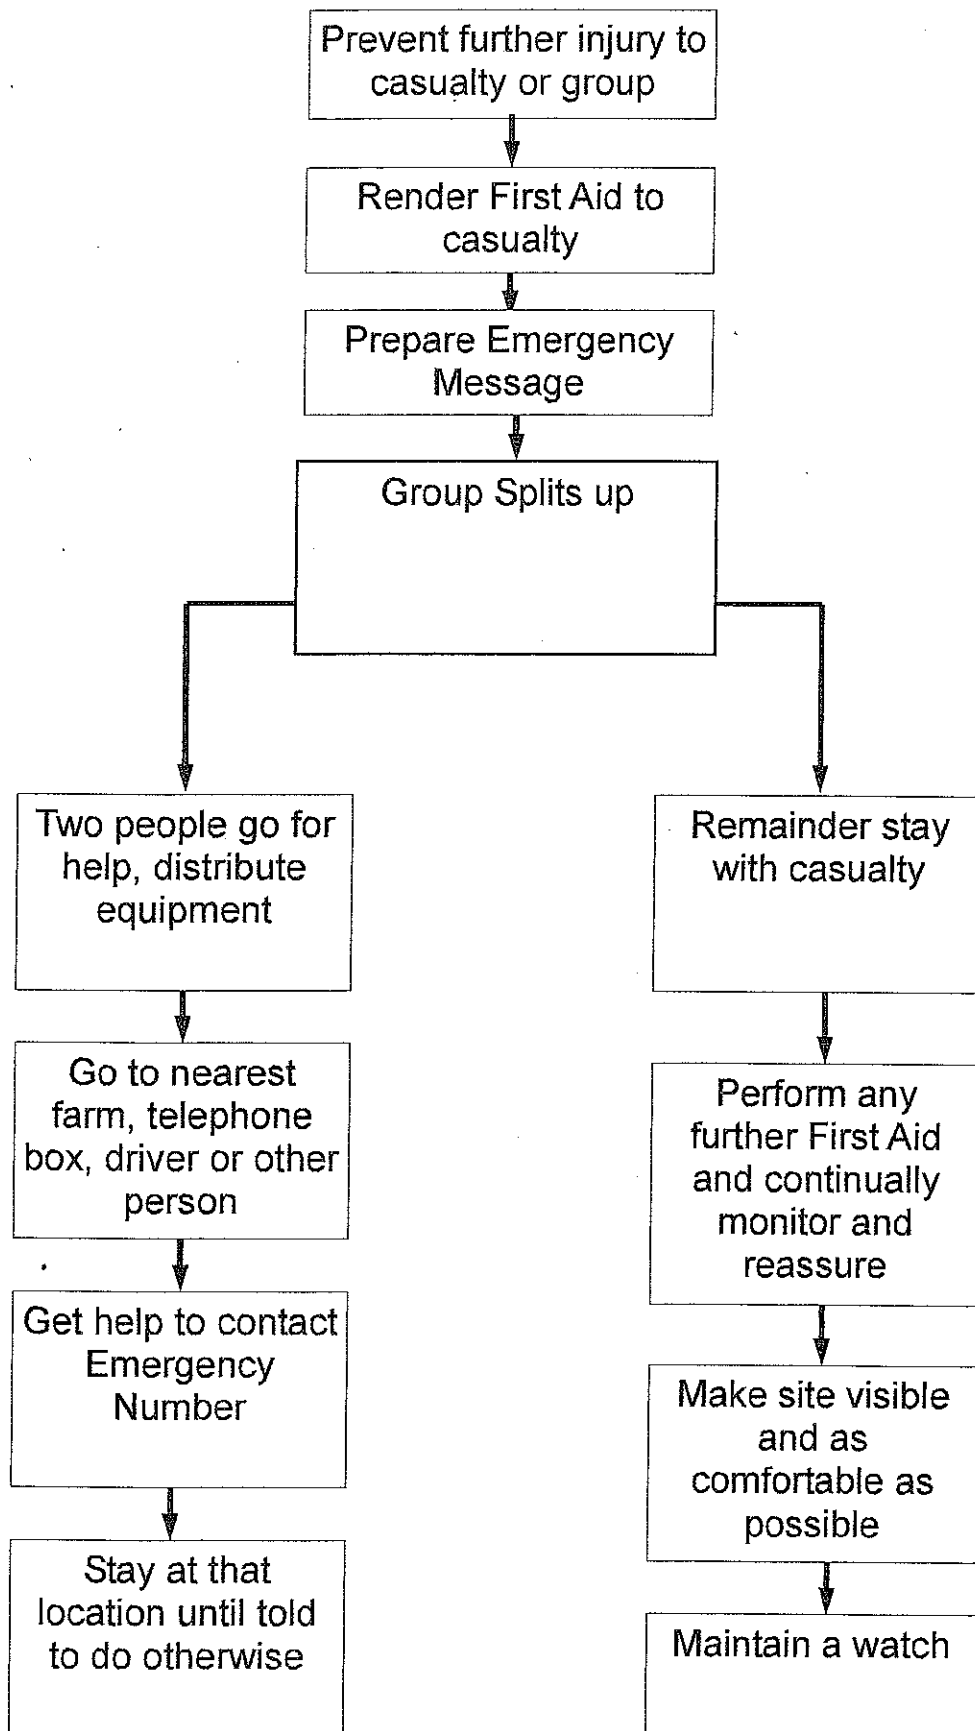 Prevent further injury to
casualty or group
Render First Aid to
casualty
Prepare Emergency
Message
Group Splits up
Two people go for
help, distribute
equipment
Go to nearest
farm, telephone
box, driver or other
person
Get help to contact
Emergency
Number
Stay at that
location until told
to do otherwise
Remainder stay
with casualty
Perform any
further First Aid
and continually
monitor and
reassure
Make site visible
and as
comfortable as
possible
Maintain a watch